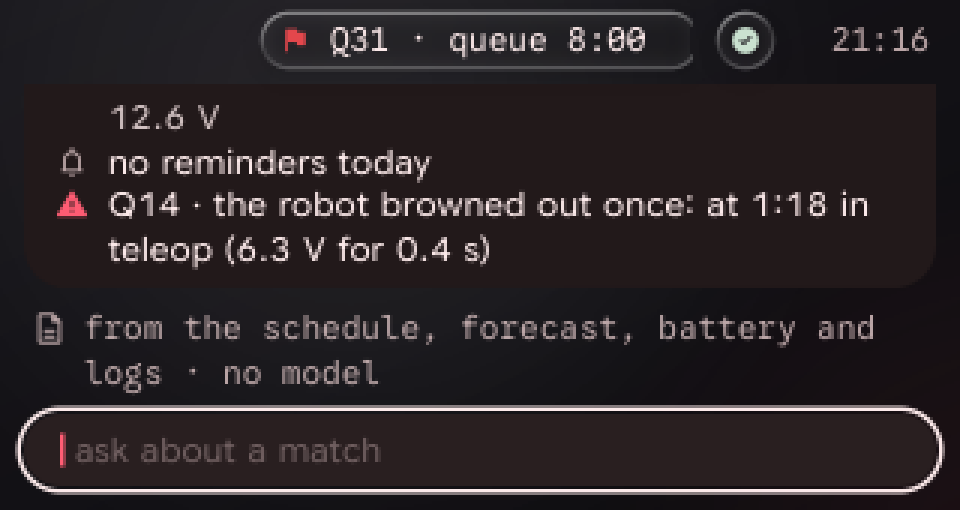 Q31 · queue 8:00
21:16
12.6 V
no reminders today
Q14 · the robot browned out once: at 1:18 in
teleop (6.3 V for 0.4 s)
from the schedule, forecast, battery and
logs · no model
ask about a match